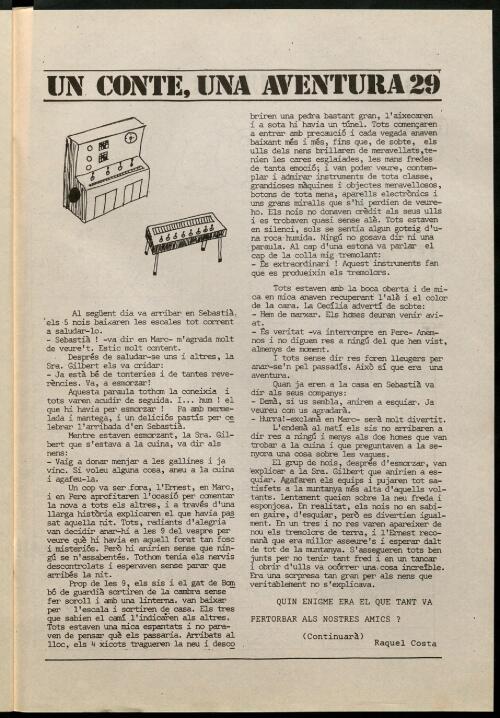 UN CONTE, UNA AVENTURA 29
Al següent dia va arribar en Sebastià,
els 5 nois baixaren les escales tot corrent
a saludar-lo.
- Sebastià ! -va dir en Marc- m'agrada molt
de veure't. Estic molt content.
Després de saludar-se uns i altres, la
Sra. Gilbert els va cridar:
- Ja està bé de tonteries i de tantes reve-
rències. Va, a esmorzar!
Aquesta paraula tothom la coneixia i
tots varen acudir de seguida. I... hum ! el
que hi havia per esmorzar ! Pa amb merme-
lada i mantega, i un deliciós pastís per ce
lebrar l'arribada d'en Sebastià.
Mentre estaven esmorzant, la Sra. Gil-
bert que s'estava a la cuina, va dir als
nens:
- Vaig a donar menjar a les gallines i ja
vinc. Si voleu alguna cosa, aneu a la cuina
i agafeu-la.
Un cop va ser fora, l'Ernest, en Marc,
i en Pere aprofitaren l'ocasió per comentar
la nova a tots els altres, i a través d'una
llarga història explicaren el que havia pas
sat aquella nit. Tots, radiants d'alegria
van decidir anar-hi a les 9 del vespre per
veure què hi havia en aquell forat tan fosc
i misteriós. Però hi anirien sense que nin-
gú se n'assabentés. Tothom tenia els nervis
descontrolats i esperaven sense parar que
arribés la nit.
Prop de les 9, els sis i el gat de Bom
bó de guardià sortiren de la cambra sense
fer soroll i amb una linterna. van baixar
per l'escala i sortiren de casa. Els tres
que sabien el camí l'indicaren als altres.
Tots estaven una mica espantats i no para-
ven de pensar què els passaria. Arribats al
lloc, els 4 xicots tragueren la neu i desco
briren una pedra bastant gran, l'aixecaren
i a sota hi havia un túnel. Tots començaren
a entrar amb precaució i cada vegada anaven
baixant més i més, fins que, de sobte, els
ulls dels nens brillaren de meravellats,te-
nien les cares esglaiades, les mans fredes
de tanta emoció; i van poder veure, contem-
plar i admirar instruments de tota classe,
grandioses màquines i objectes meravellosos,
botons de tota mena, aparells electrònics i
uns grans miralls que s'hi perdien de veure-
ho. Els nois no donaven crèdit als seus ulls
i es trobaven quasi sense alè. Tots estaven
en silenci, sols se sentia algun goteig d'u-
na roca humida. Ningú no gosava dir ni una
paraula. Al cap d'una estona va parlar el
cap de la colla mig tremolant:
- És extraordinari ! Aquest instruments fan
que es produeixin els tremolors.
Tots estaven amb la boca oberta i de mi-
ca en mica anaven recuperant l'alè i el color
de la cara. La Cecília advertí de sobte:
- Hem de marxar. Els homes deuran venir avi-
at.
- És veritat -va interrompre en Pere- Anem-
nos i no diguem res a ningú del que hem vist,
almenys de moment.
I tots sense dir res foren lleugers per
anar-se'n pel passadís. Això sí que era una
aventura.
Quan ja eren a la casa en Sebastià va
dir als seus companys:
- Demà, si us sembla, anirem a esquiar. Ja
veureu com us agradarà.
- Hurra!-exclamà en Marc- serà molt divertit.
L'endemà al matí els sis no arribaren a
dir res a ningú i menys als dos homes que van
trobar a la cuina i que preguntaven a la se-
nyora una cosa sobre les vaques.
El grup de nois, després d'esmorzar, van
explicar a la Sra. Gilbert que anirien a es-
quiar. Agafaren els equips i pujaren tot sa-
tisfets a la muntanya més alta d'aquells vol-
tants. Lentament queien sobre la neu freda i
esponjosa. En realitat, els nois no en sabi-
en gaire, d'esquiar, però es divertien igual-
ment. En un tres i no res varen apareixer de
nou els tremolors de terra, i l'Ernest reco-
manà que era millor asseure's i esperar dalt
de tot de la muntanya. S'assegueren tots ben
junts per no tenir tant fred i en un tancar
i obrir d'ulls va ocórrer una cosa increïble.
Era una sorpresa tan gran per als nens que
veritablement no s'explicava.
QUIN ENIGME ERA EL QUE TANT VA
PERTORBAR ALS NOSTRES AMICS ?
(Continuarà)
Raquel Costa